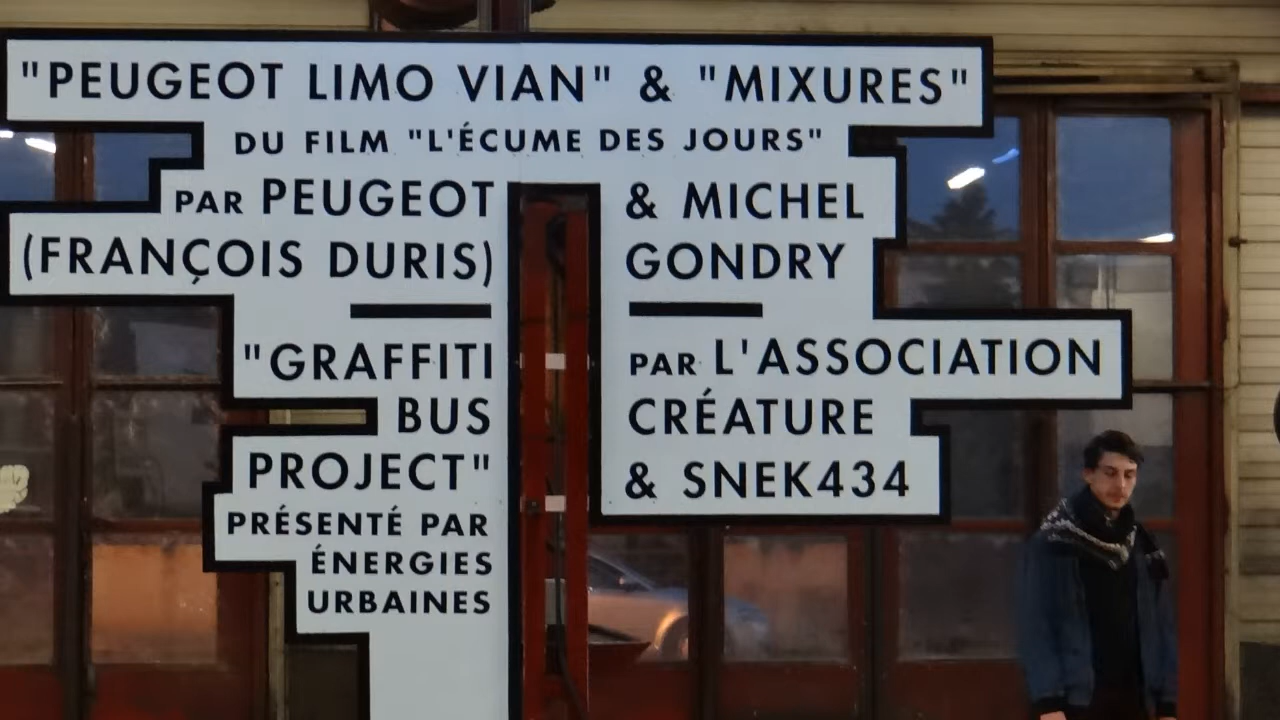 "PEUGEOT LIMO VIAN" & "MIXURES"
DU FILM "L'ÉCUME DES JOURS"
PAR PEUGEOT & MICHEL
(FRANÇOIS DURIS) GONDRY
"GRAFFITI
BUS
PROJECT"
PRÉSENTÉ PAR
ÉNERGIES
URBAINES
PAR L'ASSOCIATION
CRÉATURE
& SNEK434